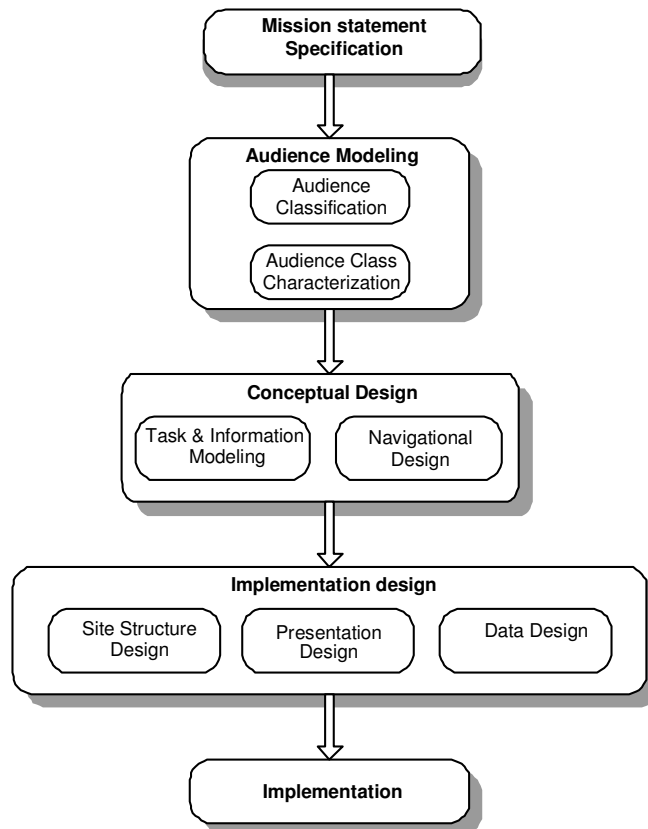 Mission statement
Specification
Audience Modeling
Audience
Classification
Audience Class
Characterization
Conceptual Design
Task & Information
Modeling
Navigational
Design
Implementation design
Site Structure
Design
Presentation
Design
Data Design
Implementation